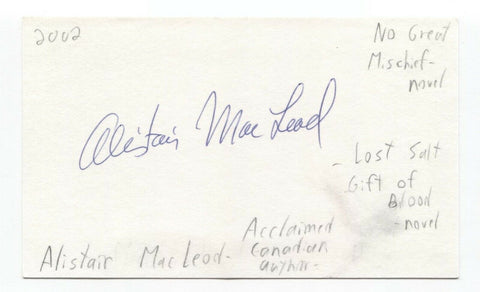 2002
No Great
Mischief-
novel
Alistair MacLeod
- Lost Salt
Gift of
Blood
- novel
Alistair MacLeod-
Acclaimed
Canadian
author-